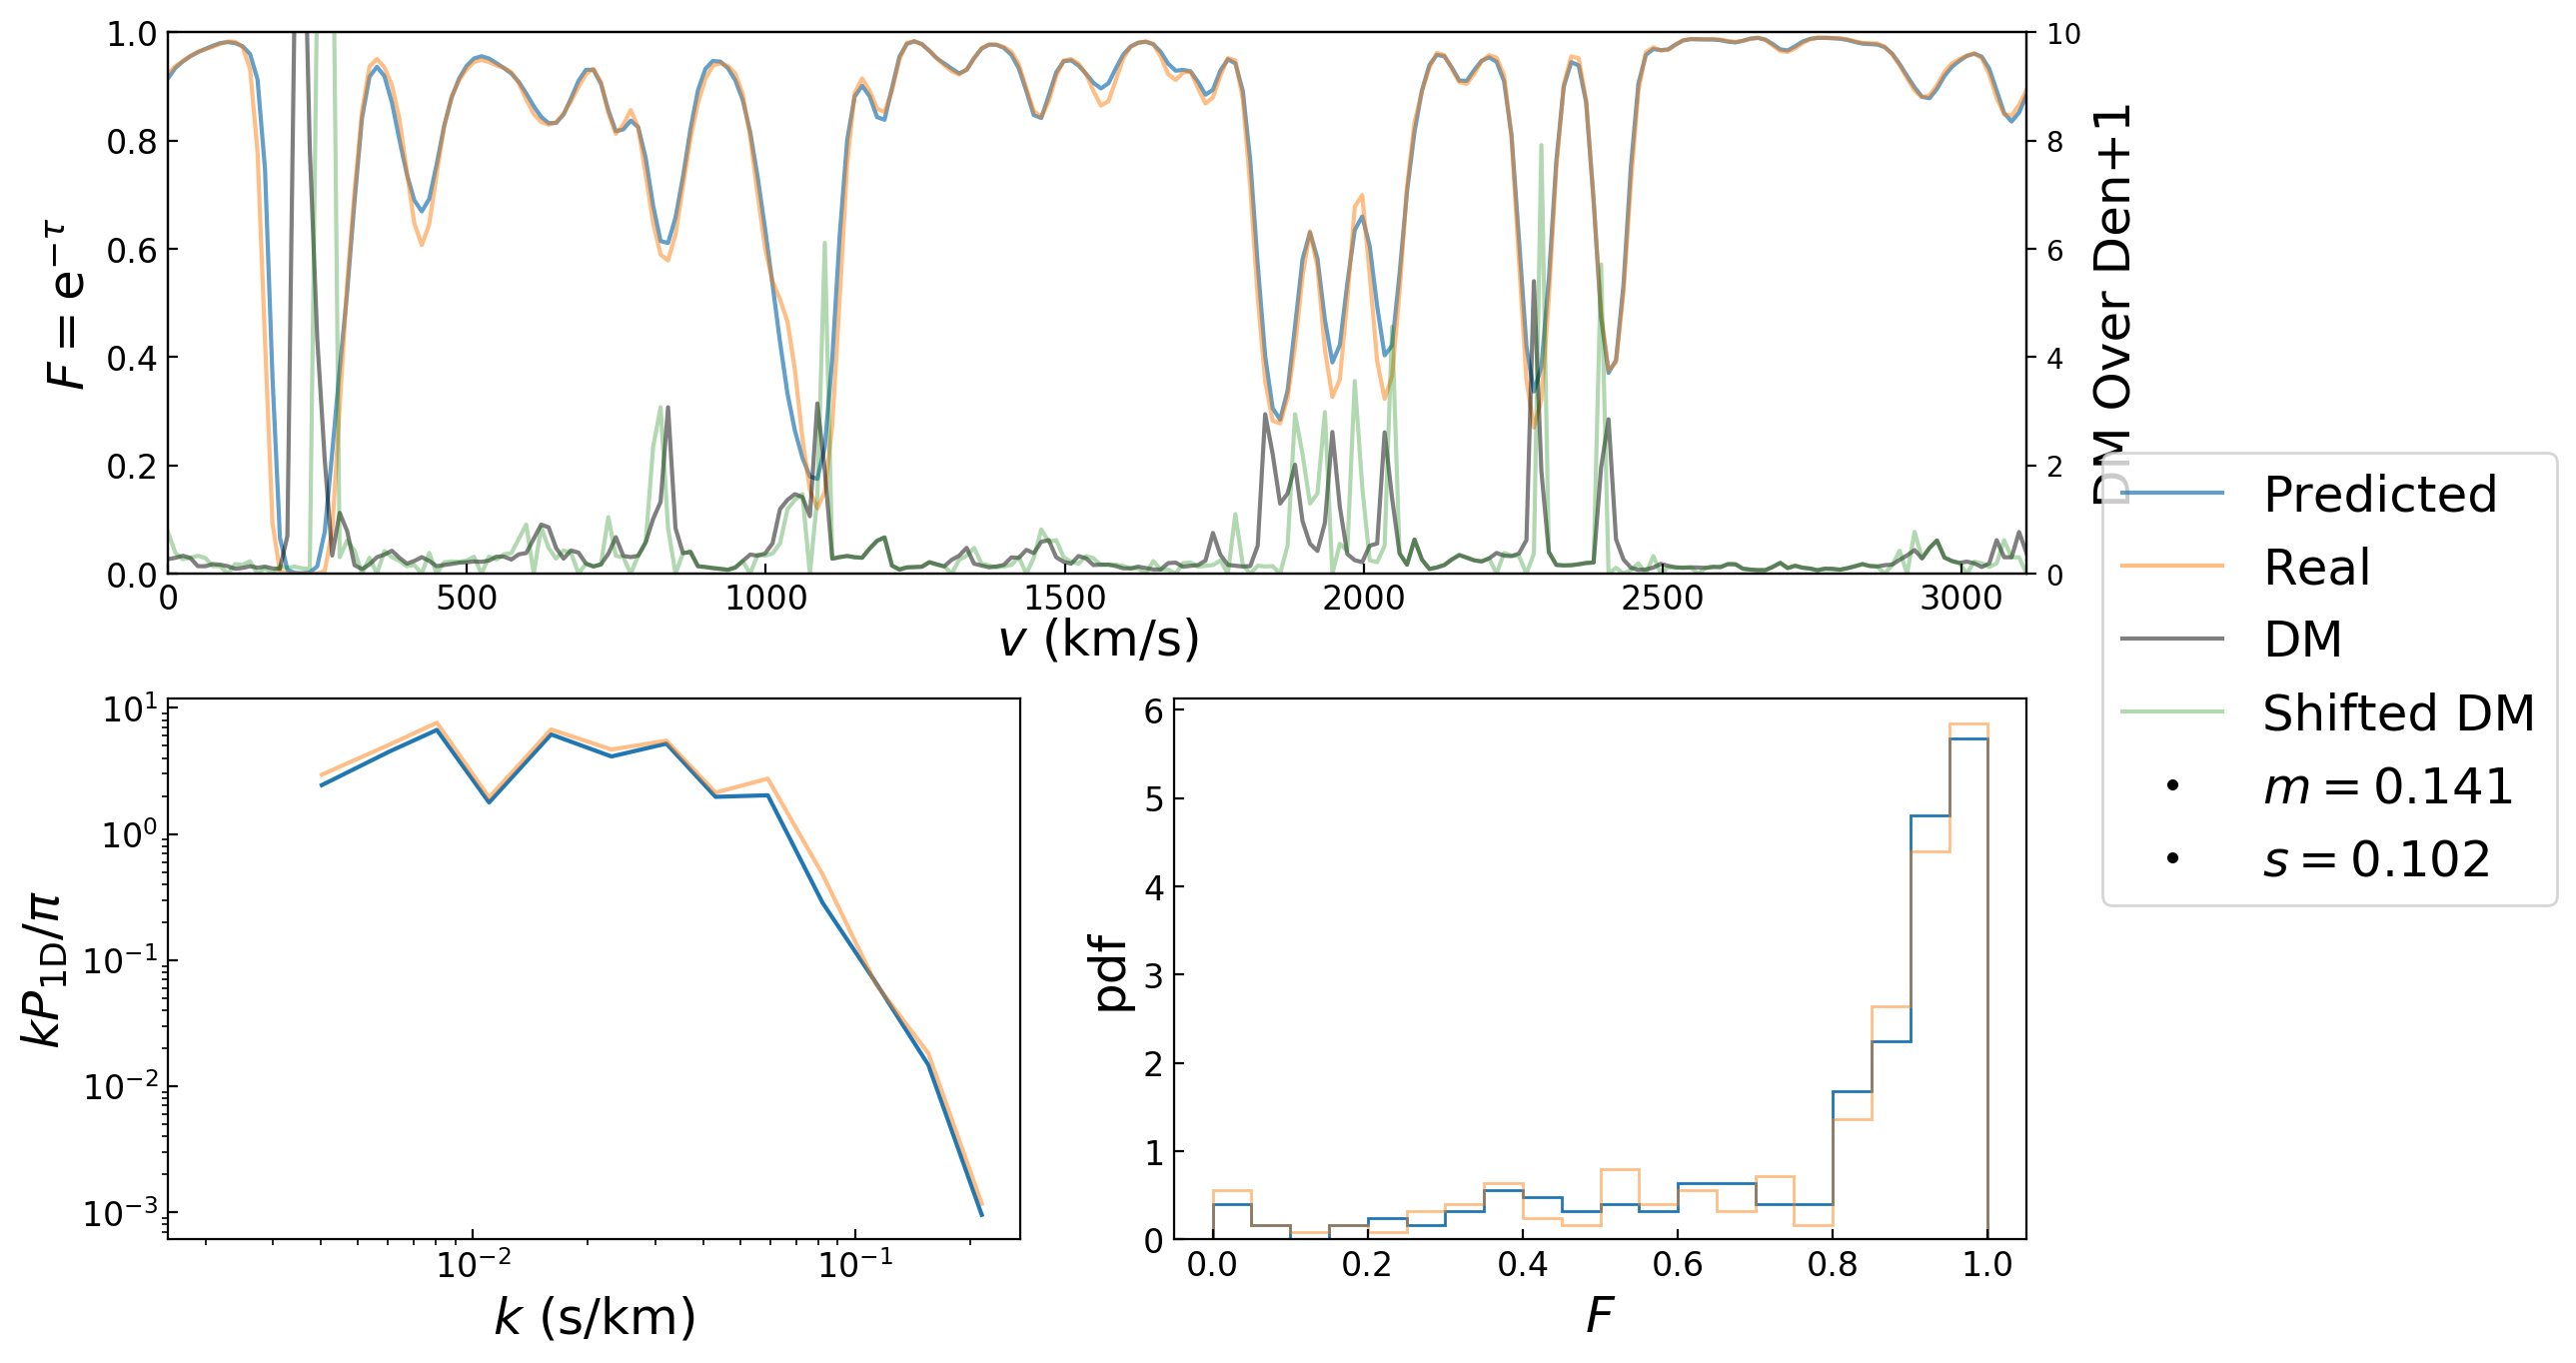 1.0
0.8
0.6
0.4
0.2
0.0
F = e^{−τ}
10
8
6
4
2
0
DM Over Den+1
0 500 1000 1500 2000 2500 3000
v (km/s)
Predicted
Real
DM
Shifted DM
m = 0.141
s = 0.102
10^1
10^0
10^{−1}
10^{−2}
10^{−3}
kP_{1D}/π
10^{−2} 10^{−1}
k (s/km)
6
5
4
3
2
1
0
pdf
0.0 0.2 0.4 0.6 0.8 1.0
F